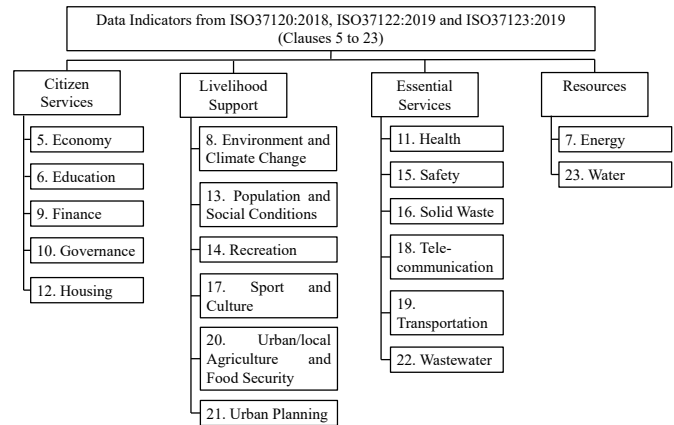 Data Indicators from ISO37120:2018, ISO37122:2019 and ISO37123:2019
(Clauses 5 to 23)
Citizen
Services
5. Economy
6. Education
9. Finance
10. Governance
12. Housing
Livelihood
Support
8. Environment and
Climate Change
13. Population and
Social Conditions
14. Recreation
17. Sport and
Culture
20. Urban/local
Agriculture and
Food Security
21. Urban Planning
Essential
Services
11. Health
15. Safety
16. Solid Waste
18. Tele-
communication
19.
Transportation
22. Wastewater
Resources
7. Energy
23. Water